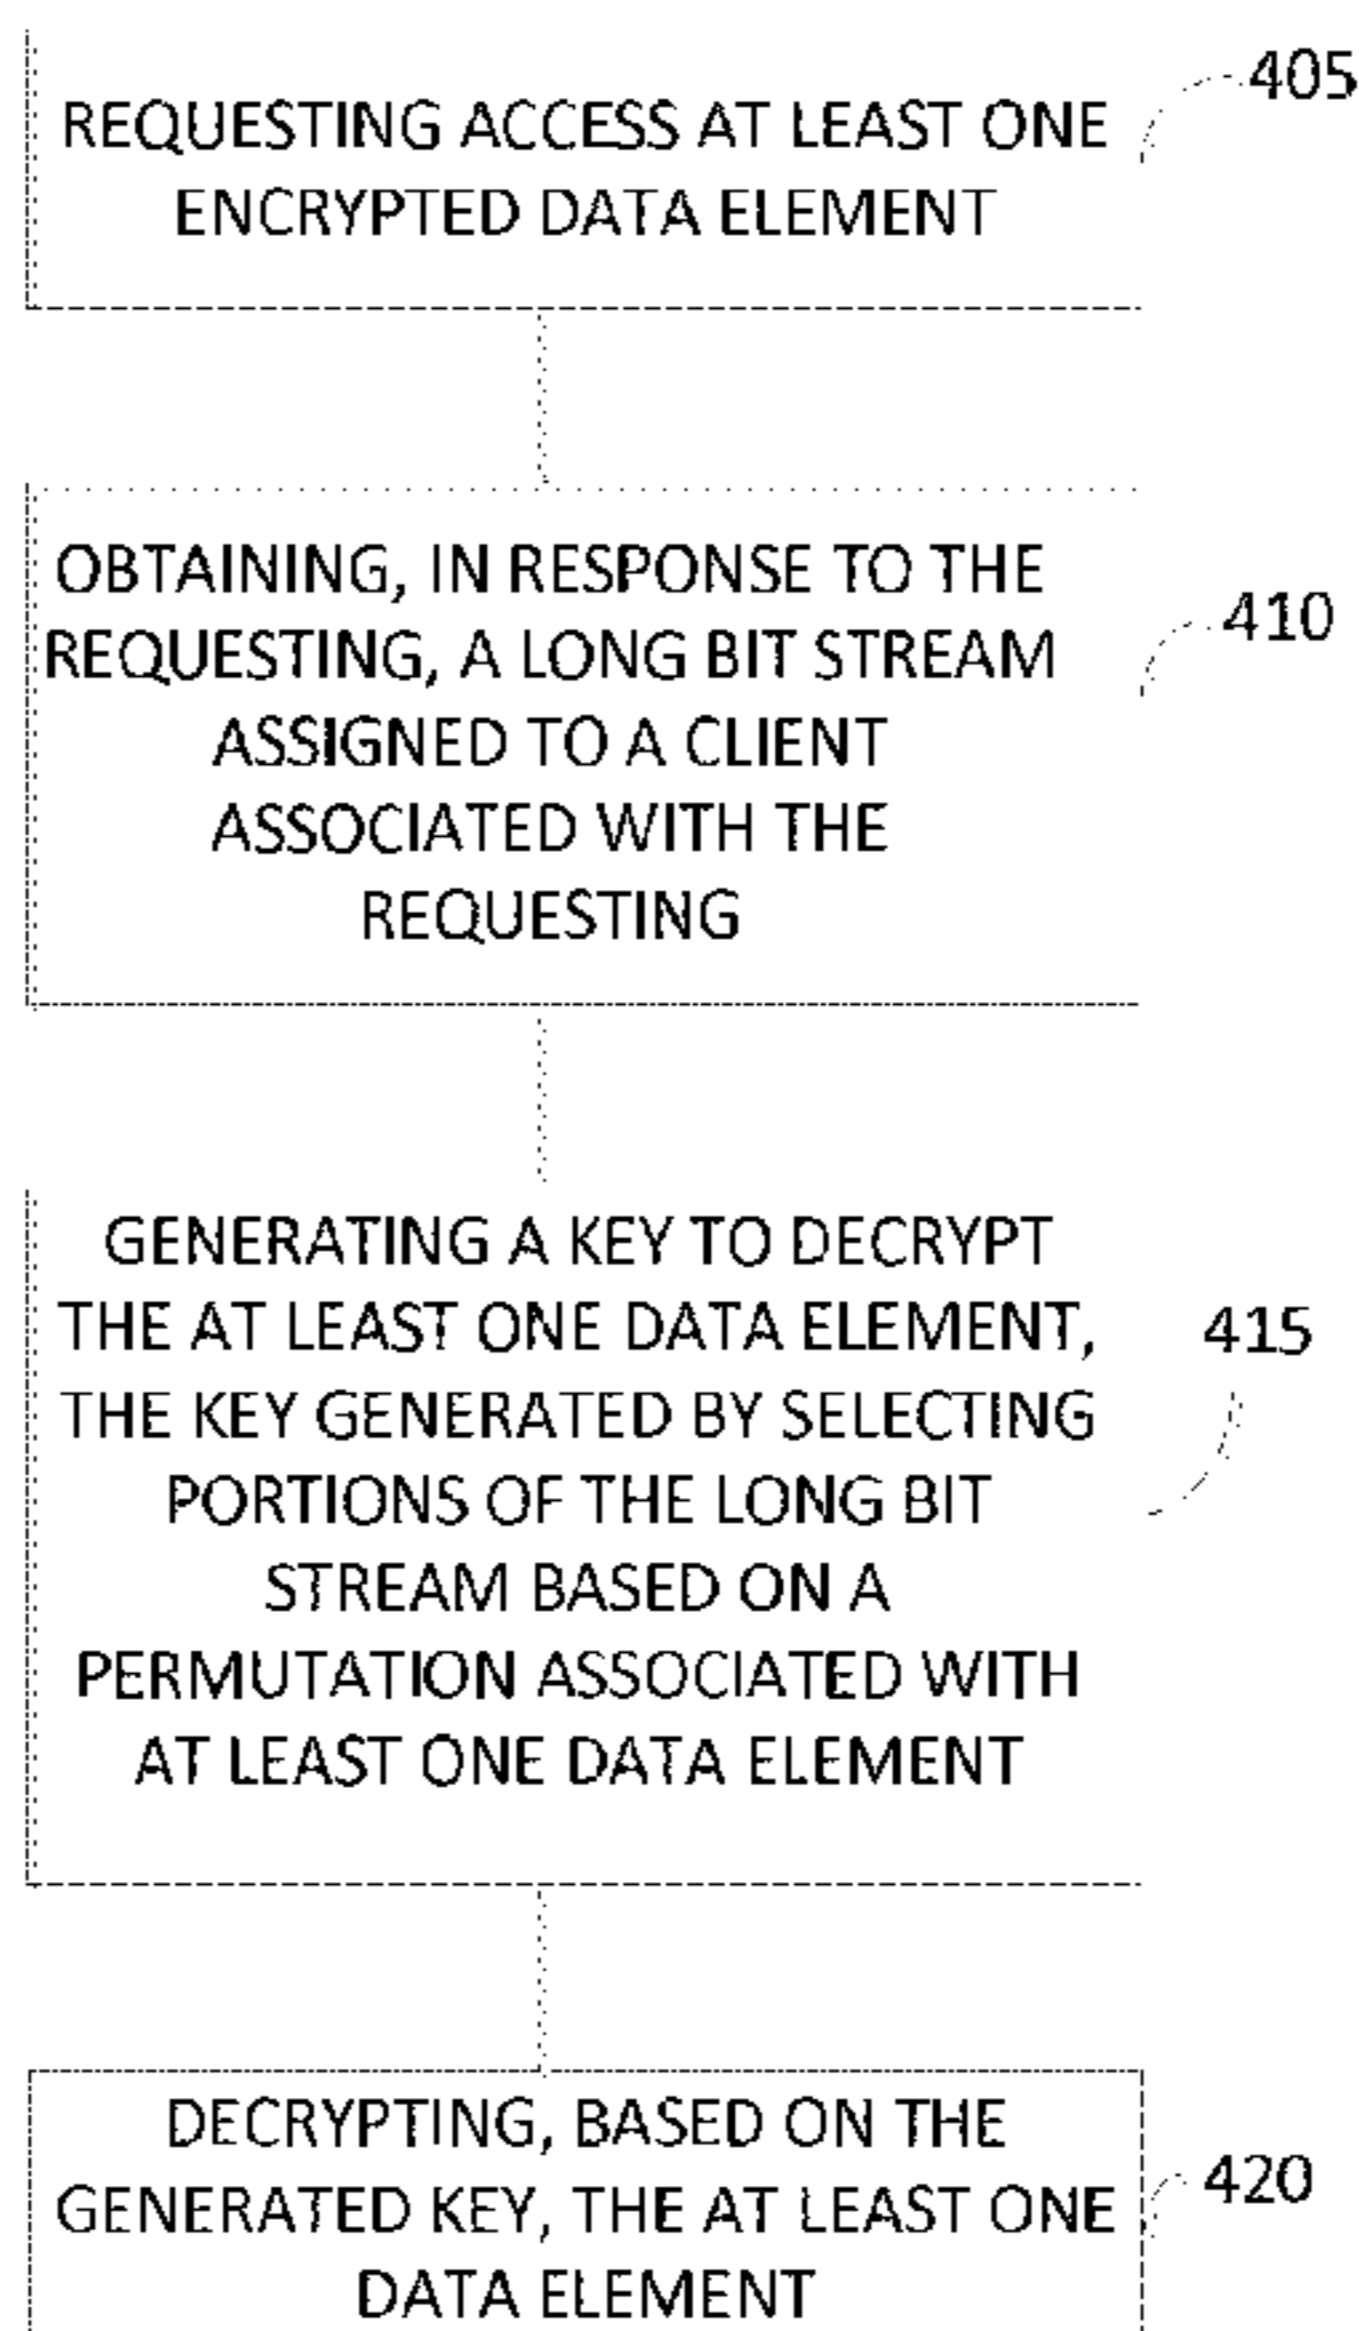 REQUESTING ACCESS AT LEAST ONE
ENCRYPTED DATA ELEMENT
405
OBTAINING, IN RESPONSE TO THE
REQUESTING, A LONG BIT STREAM
ASSIGNED TO A CLIENT
ASSOCIATED WITH THE
REQUESTING
410
GENERATING A KEY TO DECRYPT
THE AT LEAST ONE DATA ELEMENT,
THE KEY GENERATED BY SELECTING
PORTIONS OF THE LONG BIT
STREAM BASED ON A
PERMUTATION ASSOCIATED WITH
AT LEAST ONE DATA ELEMENT
415
DECRYPTING, BASED ON THE
GENERATED KEY, THE AT LEAST ONE
DATA ELEMENT
420